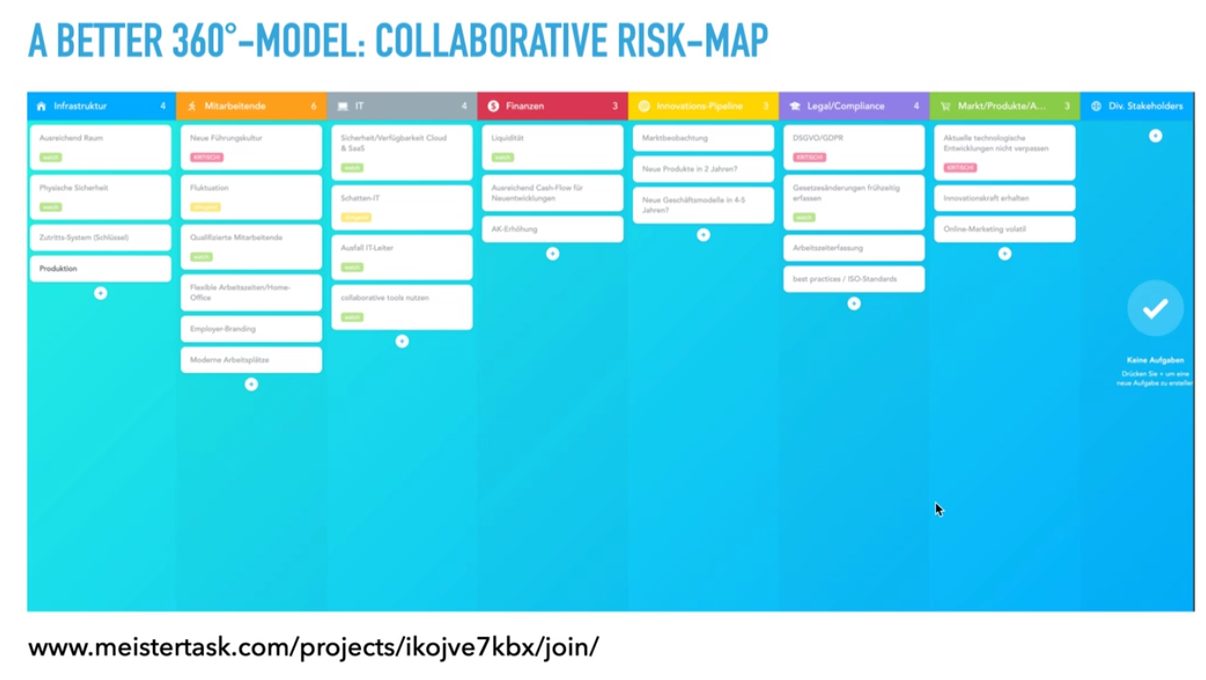 A BETTER 360°-MODEL: COLLABORATIVE RISK-MAP
Infrastruktur 4
Ausreichend Raum
watch
Physische Sicherheit
watch
Zutritts-System (Schlüssel)
Produktion
Mitarbeitende 6
Neue Führungskultur
KRITISCH!
Fluktuation
Qualifizierte Mitarbeitende
watch
Flexible Arbeitszeiten/Home-
Office
Employer-Branding
Moderne Arbeitsplätze
IT 4
Sicherheit/Verfügbarkeit Cloud
& SaaS
watch
Schatten-IT
Ausfall IT-Leiter
watch
collaborative tools nutzen
watch
Finanzen 3
Liquidität
watch
Ausreichend Cash-Flow für
Neuentwicklungen
AK-Erhöhung
Innovations-Pipeline 3
Marktbeobachtung
Neue Produkte in 2 Jahren?
Neue Geschäftsmodelle in 4-5
Jahren?
Legal/Compliance 4
DSGVO/GDPR
KRITISCH!
Gesetzesänderungen frühzeitig
erfassen
watch
Arbeitszeiterfassung
best practices / ISO-Standards
Markt/Produkte/A... 3
Aktuelle technologische
Entwicklungen nicht verpassen
KRITISCH!
Innovationskraft erhalten
Online-Marketing volatil
Div. Stakeholders
Keine Aufgaben
Drücken Sie + um eine
neue Aufgabe zu erstellen
www.meistertask.com/projects/ikojve7kbx/join/